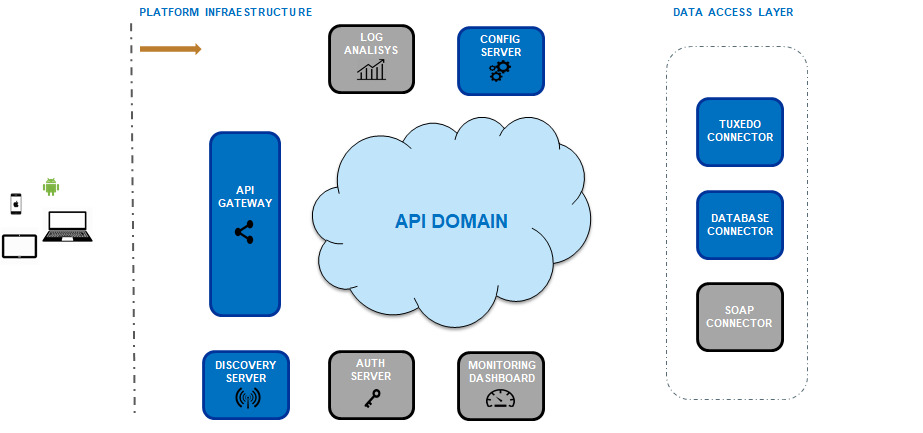 PLATFORM INFRAESTRUCTURE
DATA ACCESS LAYER
LOG
ANALISYS
CONFIG
SERVER
TUXEDO
CONNECTOR
API
GATEWAY
API DOMAIN
DATABASE
CONNECTOR
SOAP
CONNECTOR
DISCOVERY
SERVER
AUTH
SERVER
MONITORING
DASHBOARD